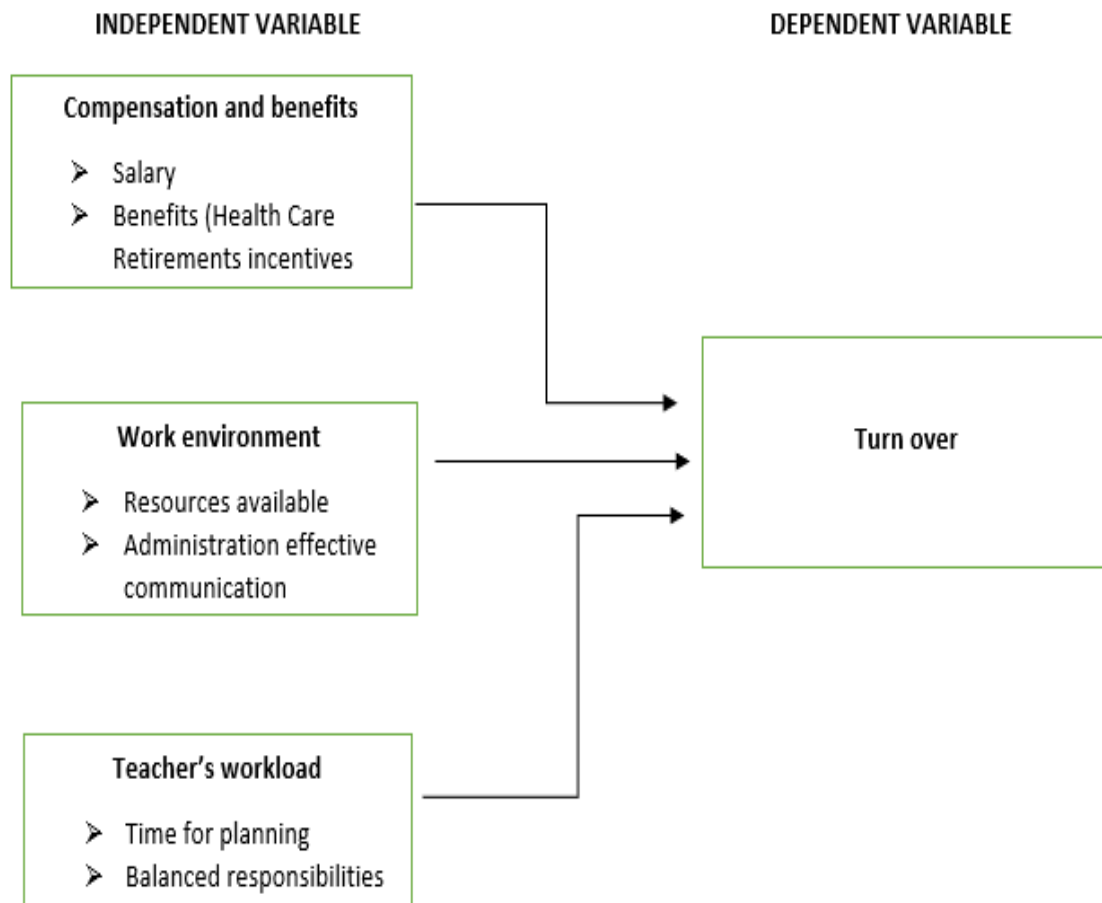 INDEPENDENT VARIABLE
DEPENDENT VARIABLE
Compensation and benefits
➤ Salary
➤ Benefits (Health Care
Retirements incentives
Work environment
➤ Resources available
➤ Administration effective
communication
Turn over
Teacher’s workload
➤ Time for planning
➤ Balanced responsibilities